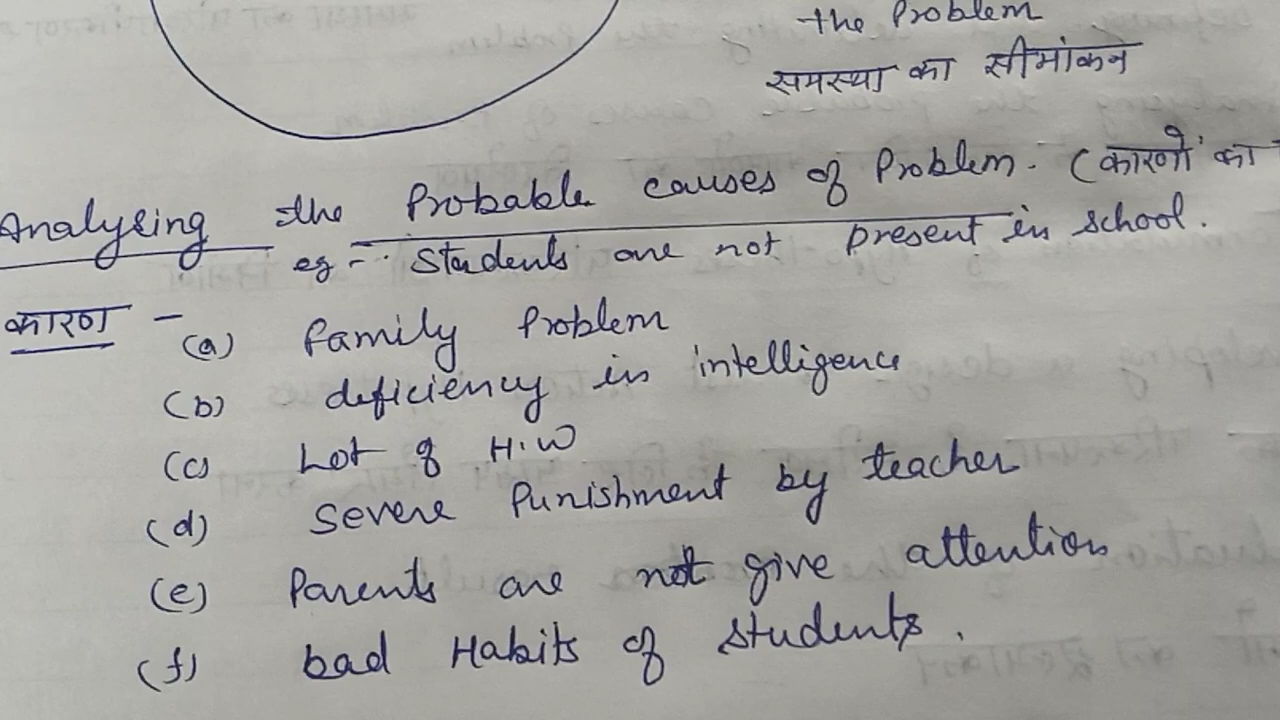 the Problem
समस्या का सीमांकन
Analysing the Probable causes of Problem. (कारणों का
eg - Students are not present in school.
कारण -
(a) family Problem
(b) deficiency in intelligence
(c) Lot of H.W
(d) severe Punishment by teacher
(e) Parents are not give attention
(f) bad Habits of students.